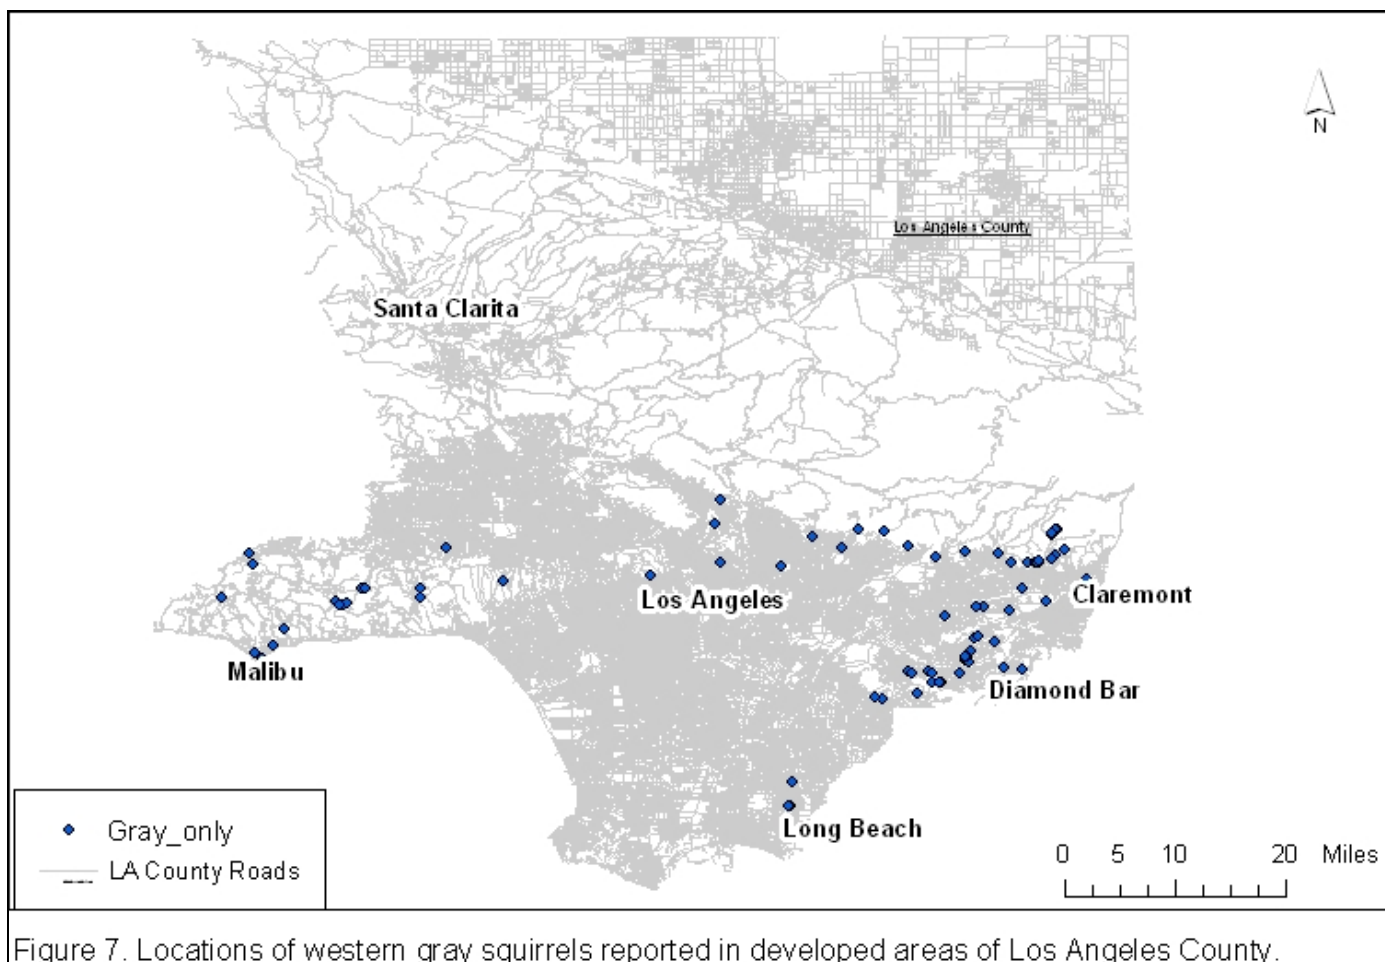 N
Los Angeles County
Santa Clarita
Los Angeles
Claremont
Malibu
Diamond Bar
Long Beach
Gray_only
LA County Roads
0 5 10 20 Miles
Figure 7. Locations of western gray squirrels reported in developed areas of Los Angeles County.